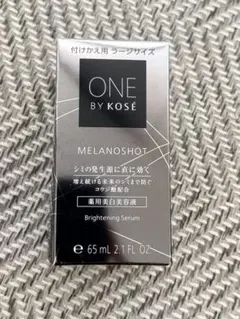 付けかえ用 ラージサイズ
ONE
BY KOSÉ
MELANOSHOT
シミの発生源に直に効く
増え続ける未来のシミまで防ぐ
コウジ酸配合
薬用美白美容液
Brightening Serum
e 65 mL 2.1 FL. OZ.